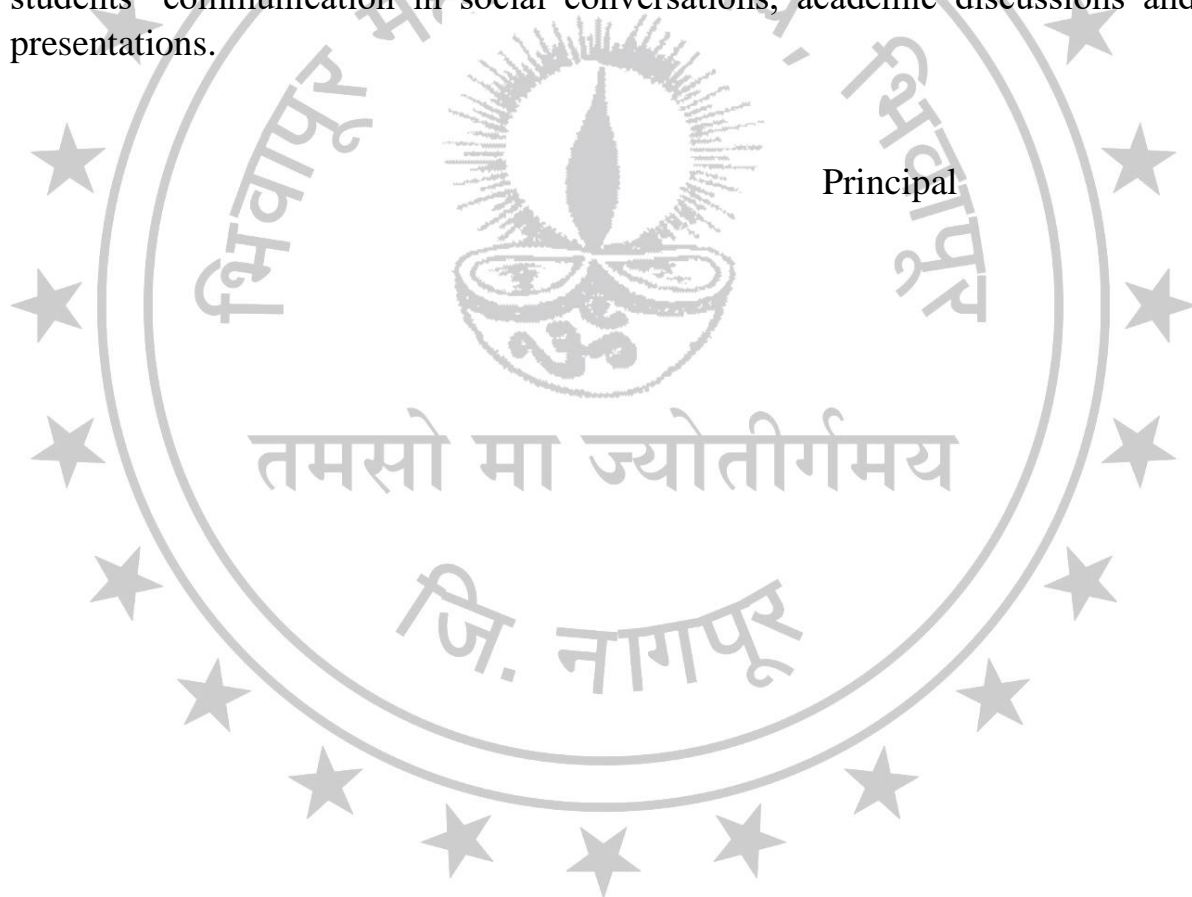 students' communication in social conversations, academic discussions and
presentations.
Principal
भिवापूर
भिवापूर
तमसो मा ज्योतीर्गमय
जि. नागपूर